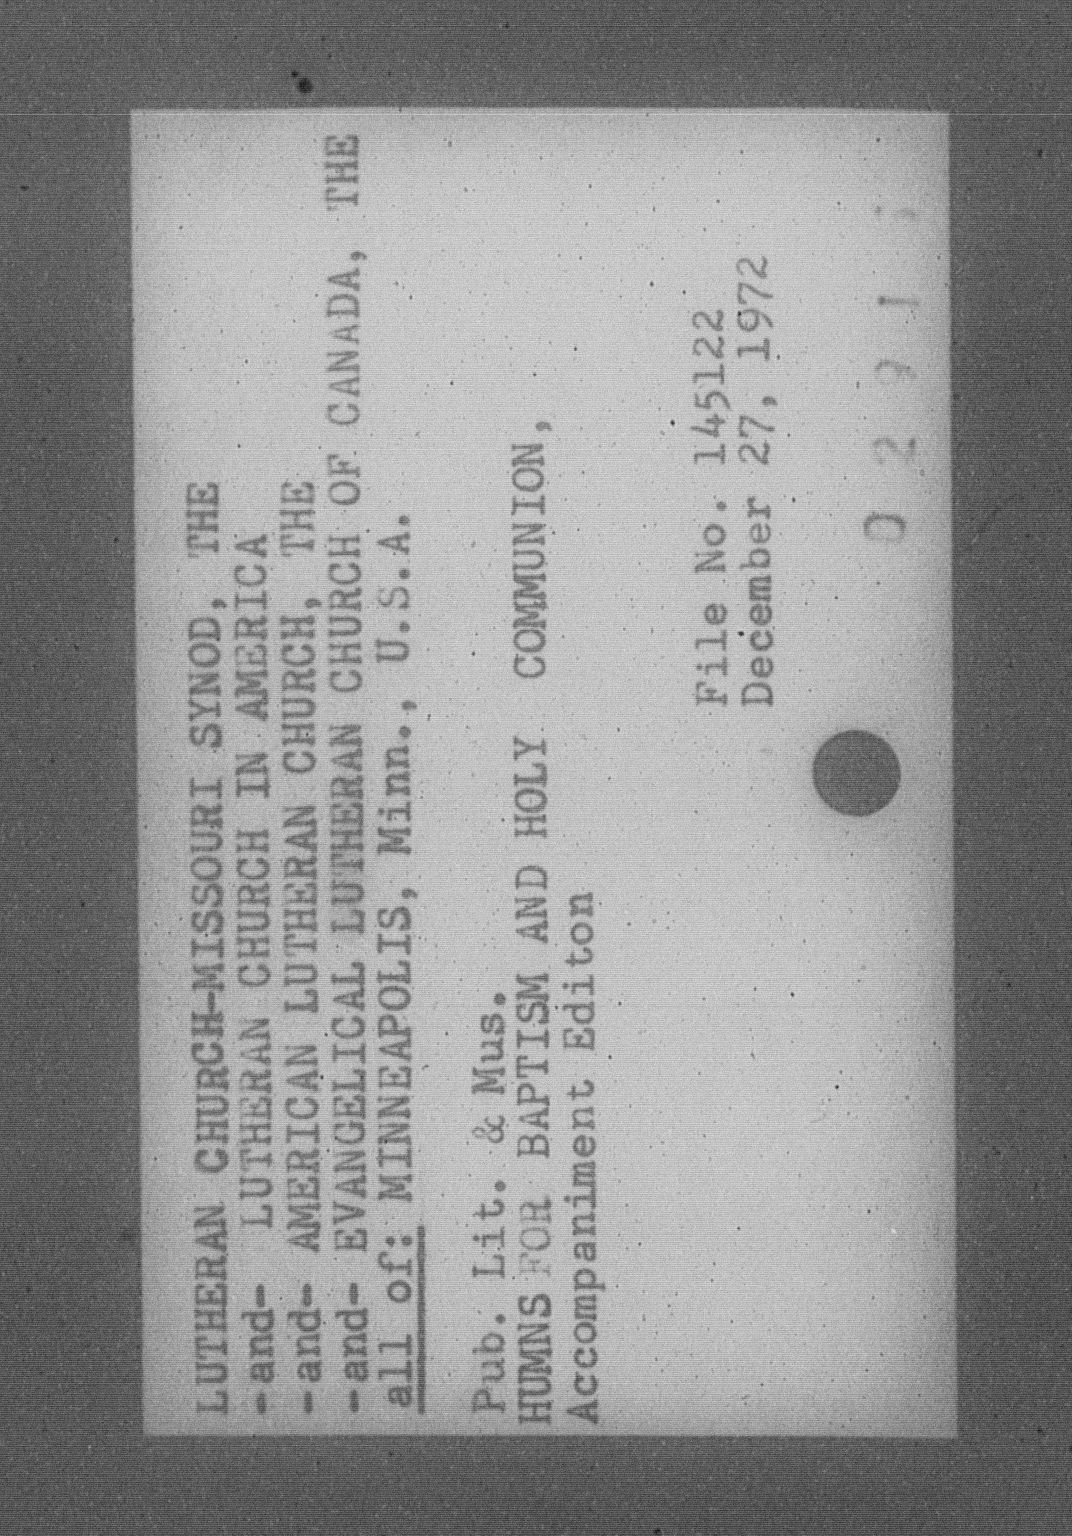 LUTHERAN CHURCH-MISSOURI SYNOD, THE
-and- LUTHERAN CHURCH IN AMERICA
-and- AMERICAN LUTHERAN CHURCH, THE
-and- EVANGELICAL LUTHERAN CHURCH OF CANADA, THE
all of: MINNEAPOLIS, Minn., U.S.A.
Pub. Lit. & Mus.
HUMNS FOR BAPTISM AND HOLY COMMUNION,
Accompaniment Editon
File No. 145122
December 27, 1972